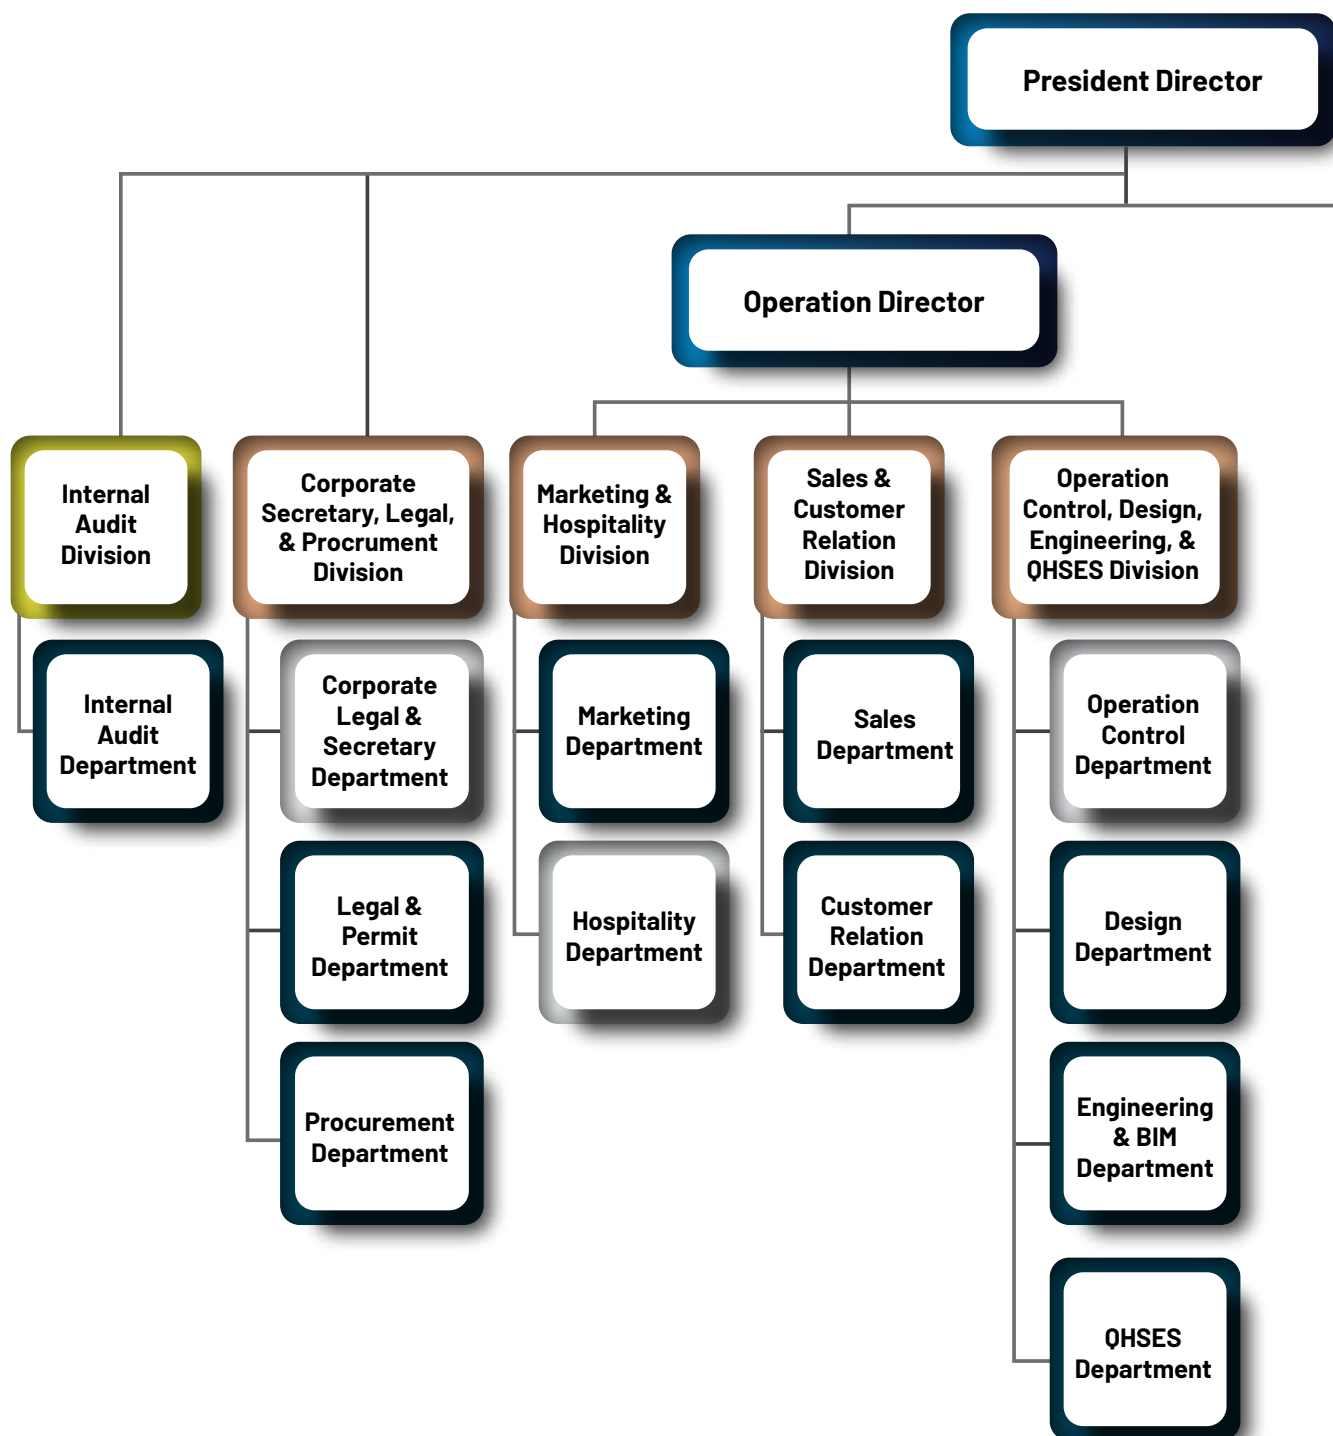 President Director
Operation Director
Internal
Audit
Division
Corporate
Secretary, Legal,
& Procrument
Division
Marketing &
Hospitality
Division
Sales &
Customer
Relation
Division
Operation
Control, Design,
Engineering, &
QHSES Division
Internal
Audit
Department
Corporate
Legal &
Secretary
Department
Legal &
Permit
Department
Procurement
Department
Marketing
Department
Hospitality
Department
Sales
Department
Customer
Relation
Department
Operation
Control
Department
Design
Department
Engineering
& BIM
Department
QHSES
Department